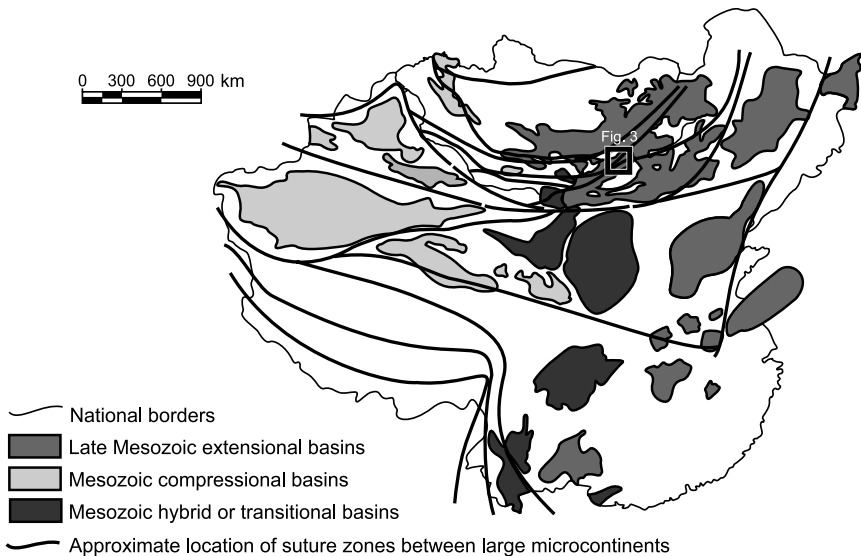 0 300 600 900 km
Fig. 3
National borders
Late Mesozoic extensional basins
Mesozoic compressional basins
Mesozoic hybrid or transitional basins
Approximate location of suture zones between large microcontinents